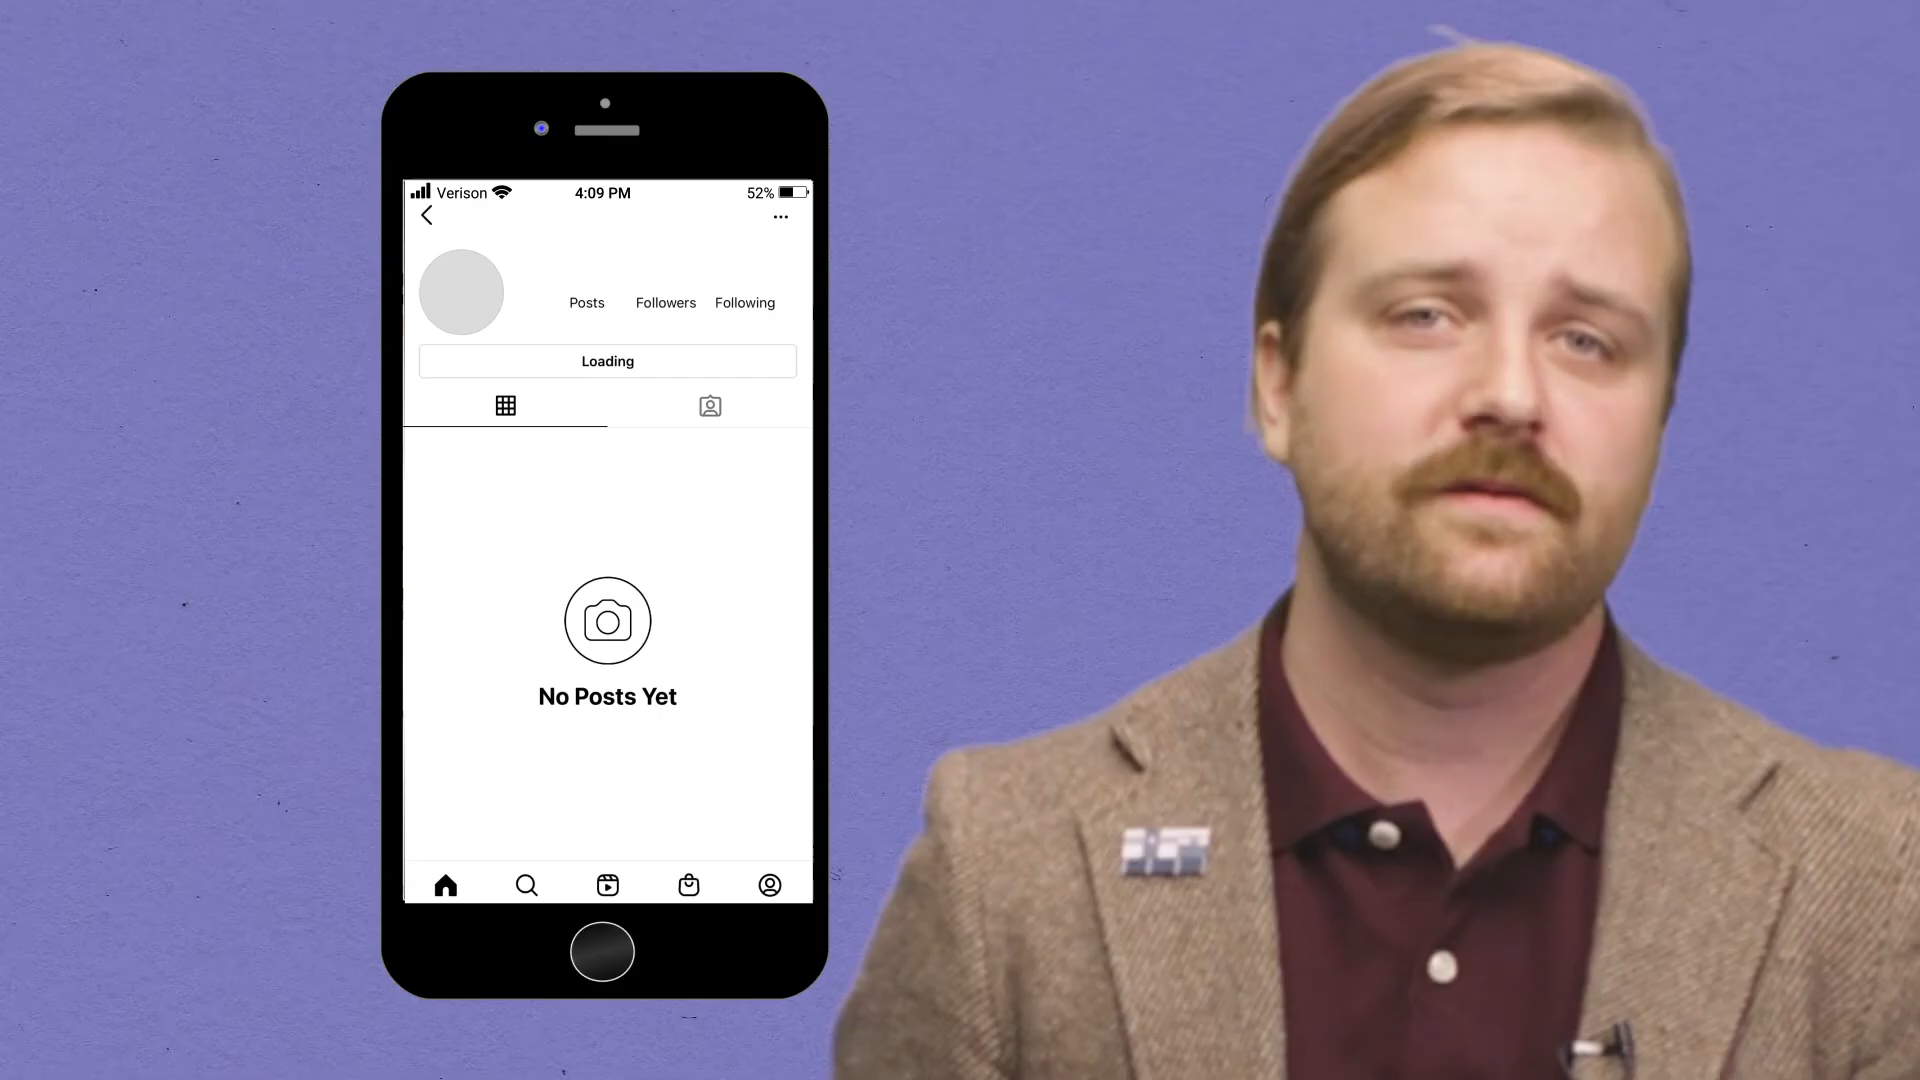 Verison 4:09 PM 52%
Posts Followers Following
Loading
No Posts Yet